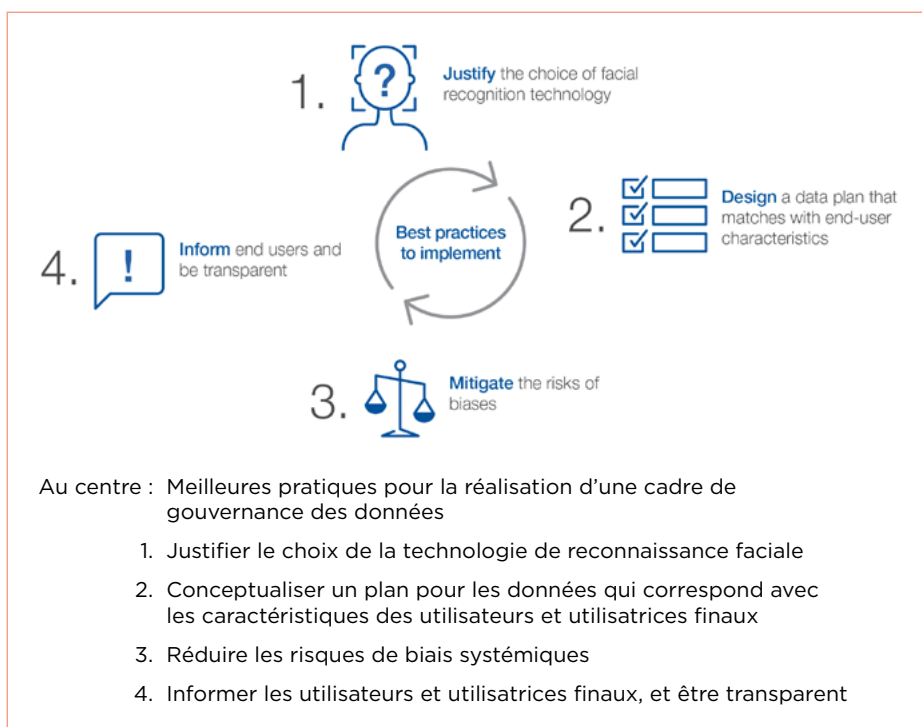 1.
?
Justify the choice of facial
recognition technology
2.
Design a data plan that
matches with end-user
characteristics
Best practices
to implement
4.
!
Inform end users and
be transparent
3.
Mitigate the risks of
biases
Au centre : Meilleures pratiques pour la réalisation d'une cadre de
gouvernance des données
1. Justifier le choix de la technologie de reconnaissance faciale
2. Conceptualiser un plan pour les données qui correspond avec
les caractéristiques des utilisateurs et utilisatrices finaux
3. Réduire les risques de biais systémiques
4. Informer les utilisateurs et utilisatrices finaux, et être transparent